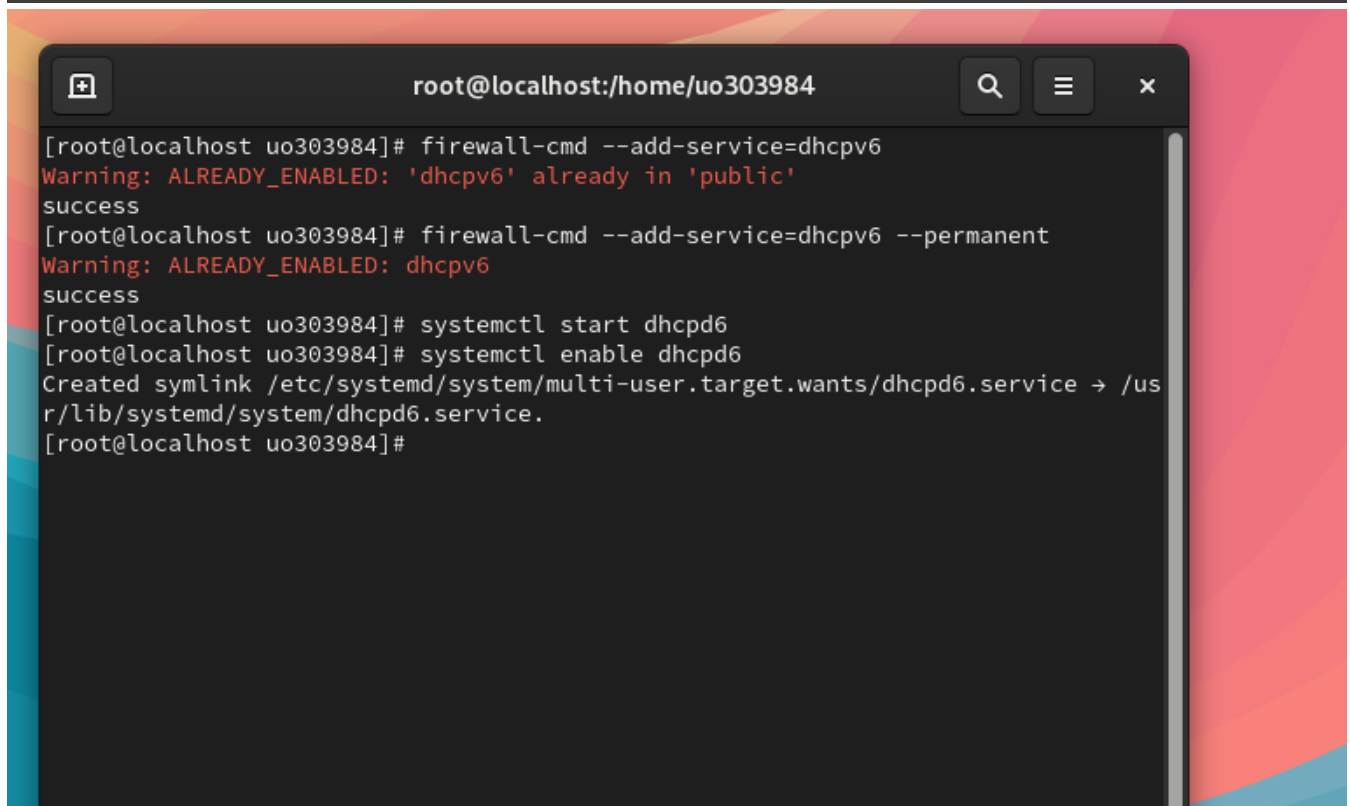 root@localhost:/home/uo303984
[root@localhost uo303984]# firewall-cmd --add-service=dhcpv6
Warning: ALREADY_ENABLED: 'dhcpv6' already in 'public'
success
[root@localhost uo303984]# firewall-cmd --add-service=dhcpv6 --permanent
Warning: ALREADY_ENABLED: dhcpv6
success
[root@localhost uo303984]# systemctl start dhcpd6
[root@localhost uo303984]# systemctl enable dhcpd6
Created symlink /etc/systemd/system/multi-user.target.wants/dhcpd6.service → /us
r/lib/systemd/system/dhcpd6.service.
[root@localhost uo303984]#